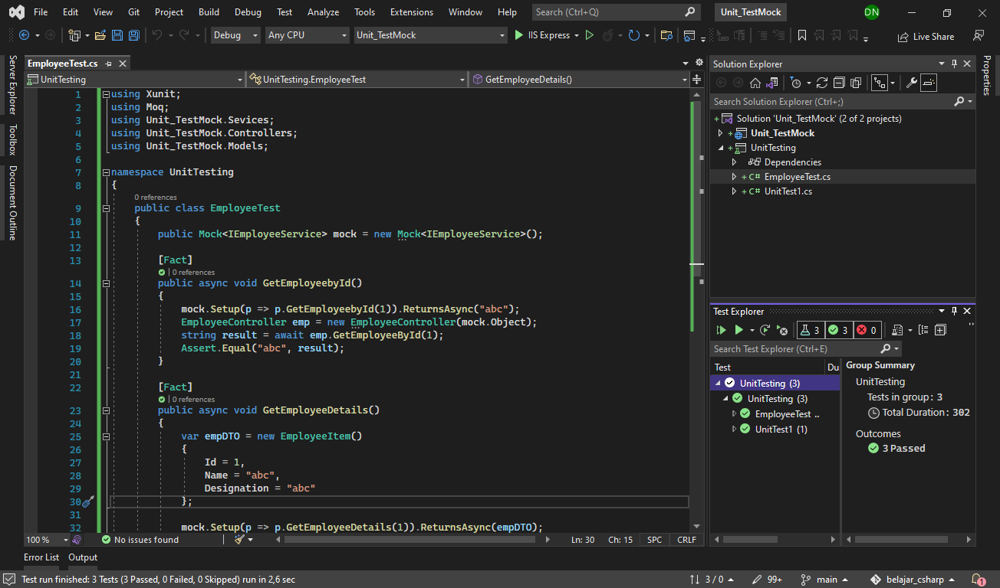 File Edit View Git Project Build Debug Test Analyze Tools Extensions Window Help Search (Ctrl+Q) Unit_TestMock DN
Debug Any CPU Unit_TestMock IIS Express Live Share
Server Explorer
Toolbox
Document Outline
EmployeeTest.cs
UnitTesting UnitTesting.EmployeeTest GetEmployeeDetails()
1 using Xunit;
2 using Moq;
3 using Unit_TestMock.Sevices;
4 using Unit_TestMock.Controllers;
5 using Unit_TestMock.Models;
6
7 namespace UnitTesting
8 {
0 references
9 public class EmployeeTest
10 {
11 public Mock<IEmployeeService> mock = new Mock<IEmployeeService>();
12
13 [Fact]
| 0 references
14 public async void GetEmployeebyId()
15 {
16 mock.Setup(p => p.GetEmployeebyId(1)).ReturnsAsync("abc");
17 EmployeeController emp = new EmployeeController(mock.Object);
18 string result = await emp.GetEmployeeById(1);
19 Assert.Equal("abc", result);
20 }
21
22 [Fact]
| 0 references
23 public async void GetEmployeeDetails()
24 {
25 var empDTO = new EmployeeItem()
26 {
27 Id = 1,
28 Name = "abc",
29 Designation = "abc"
30 };
31
32 mock.Setup(p => p.GetEmployeeDetails(1)).ReturnsAsync(empDTO);
100 % No issues found Ln: 30 Ch: 15 SPC CRLF
Solution Explorer
Search Solution Explorer (Ctrl+;)
Solution 'Unit_TestMock' (2 of 2 projects)
Unit_TestMock
UnitTesting
Dependencies
C# EmployeeTest.cs
C# UnitTest1.cs
Properties
Test Explorer
3 3 0
Search Test Explorer (Ctrl+E)
Test Du
UnitTesting (3)
UnitTesting (3)
EmployeeTest ..
UnitTest1 (1)
Group Summary
UnitTesting
Tests in group: 3
Total Duration: 302
Outcomes
3 Passed
Error List Output
Test run finished: 3 Tests (3 Passed, 0 Failed, 0 Skipped) run in 2,6 sec 3 / 0 99+ main belajar_csharp 1